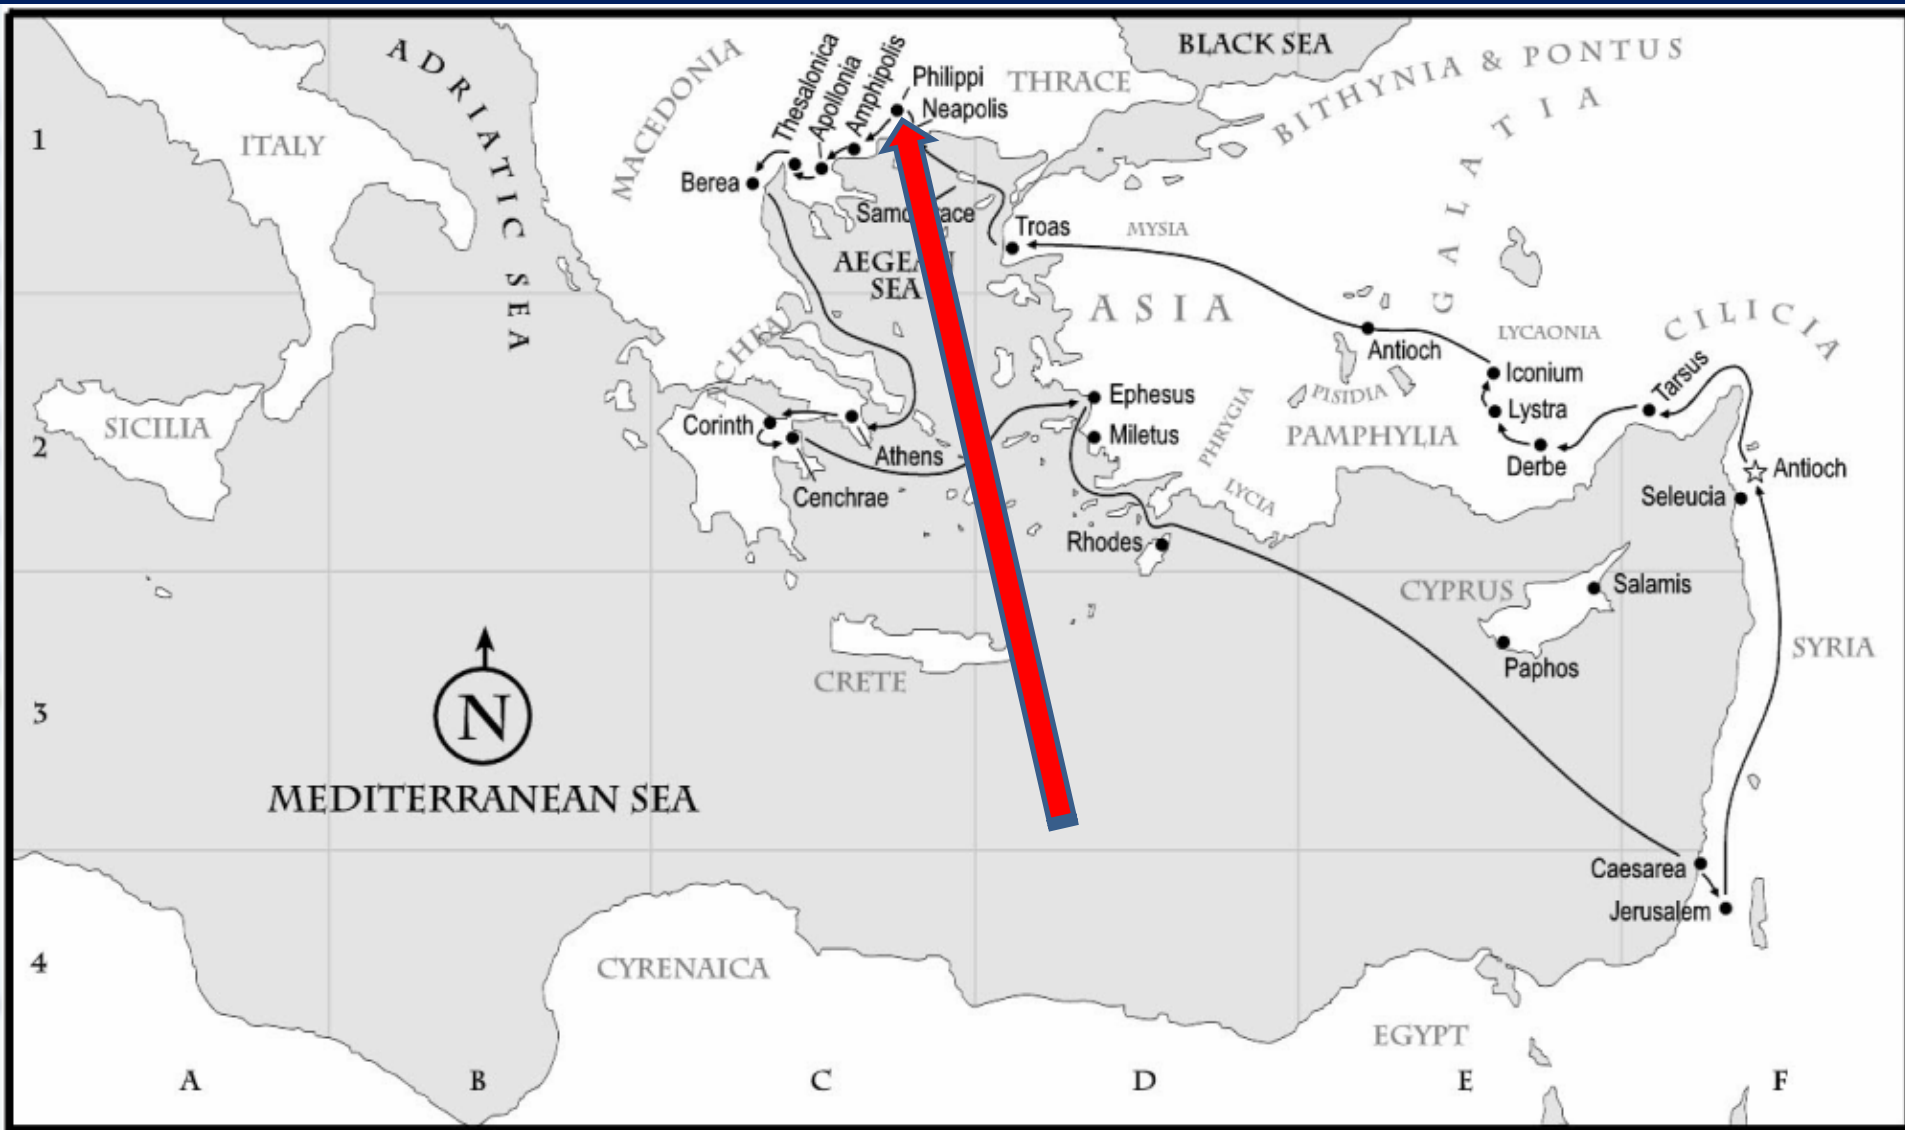 BLACK SEA
ADRIATIC SEA
MACEDONIA
Thesalonica
Apollonia
Amphipolis
Philippi
Neapolis
THRACE
BITHYNIA & PONTUS
GALATIA
1
ITALY
Berea
Troas
MYSIA
AEGEAN
SEA
ASIA
ACHEA
Antioch
LYCAONIA
CILICIA
Iconium
Tarsus
Lystra
PISIDIA
PHRYGIA
PAMPHYLIA
Derbe
Ephesus
Miletus
2
SICILIA
Corinth
Athens
Cenchrae
LYCIA
Antioch
Seleucia
Rhodes
CYPRUS
Salamis
Paphos
SYRIA
CRETE
3
N
MEDITERRANEAN SEA
Caesarea
Jerusalem
4
CYRENAICA
EGYPT
A B C D E F